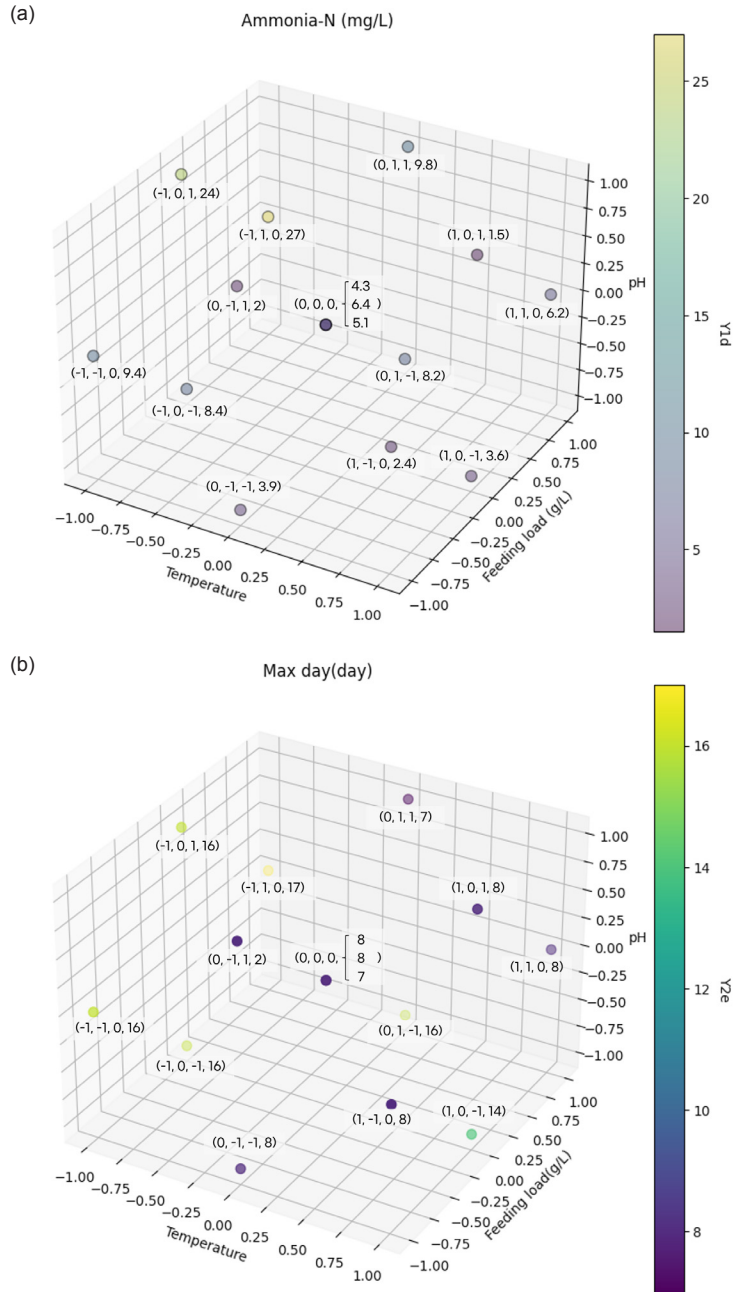 (a)
Ammonia-N (mg/L)
(0, 1, 1, 9.8)
(-1, 0, 1, 24)
(-1, 1, 0, 27)
(1, 0, 1, 1.5)
(0, -1, 1, 2)
4.3
(0, 0, 0, 6.4 )
5.1
(1, 1, 0, 6.2)
(-1, -1, 0, 9.4)
(0, 1, -1, 8.2)
(-1, 0, -1, 8.4)
(1, -1, 0, 2.4)
(1, 0, -1, 3.6)
(0, -1, -1, 3.9)
1.00
0.75
0.50
0.25
0.00
−0.25
−0.50
−0.75
−1.00
pH
−1.00
−0.75
−0.50
−0.25
0.00
0.25
0.50
0.75
1.00
Temperature
1.00
0.75
0.50
0.25
0.00
−0.25
−0.50
−0.75
−1.00
Feeding load (g/L)
25
20
15
10
5
Y1d
(b)
Max day(day)
(0, 1, 1, 7)
(-1, 0, 1, 16)
(-1, 1, 0, 17)
(1, 0, 1, 8)
(0, -1, 1, 2)
8
(0, 0, 0, 8 )
7
(1, 1, 0, 8)
(-1, -1, 0, 16)
(0, 1, -1, 16)
(-1, 0, -1, 16)
(1, -1, 0, 8)
(1, 0, -1, 14)
(0, -1, -1, 8)
1.00
0.75
0.50
0.25
0.00
−0.25
−0.50
−0.75
−1.00
pH
−1.00
−0.75
−0.50
−0.25
0.00
0.25
0.50
0.75
1.00
Temperature
1.00
0.75
0.50
0.25
0.00
−0.25
−0.50
−0.75
−1.00
Feeding load(g/L)
16
14
12
10
8
Y2e